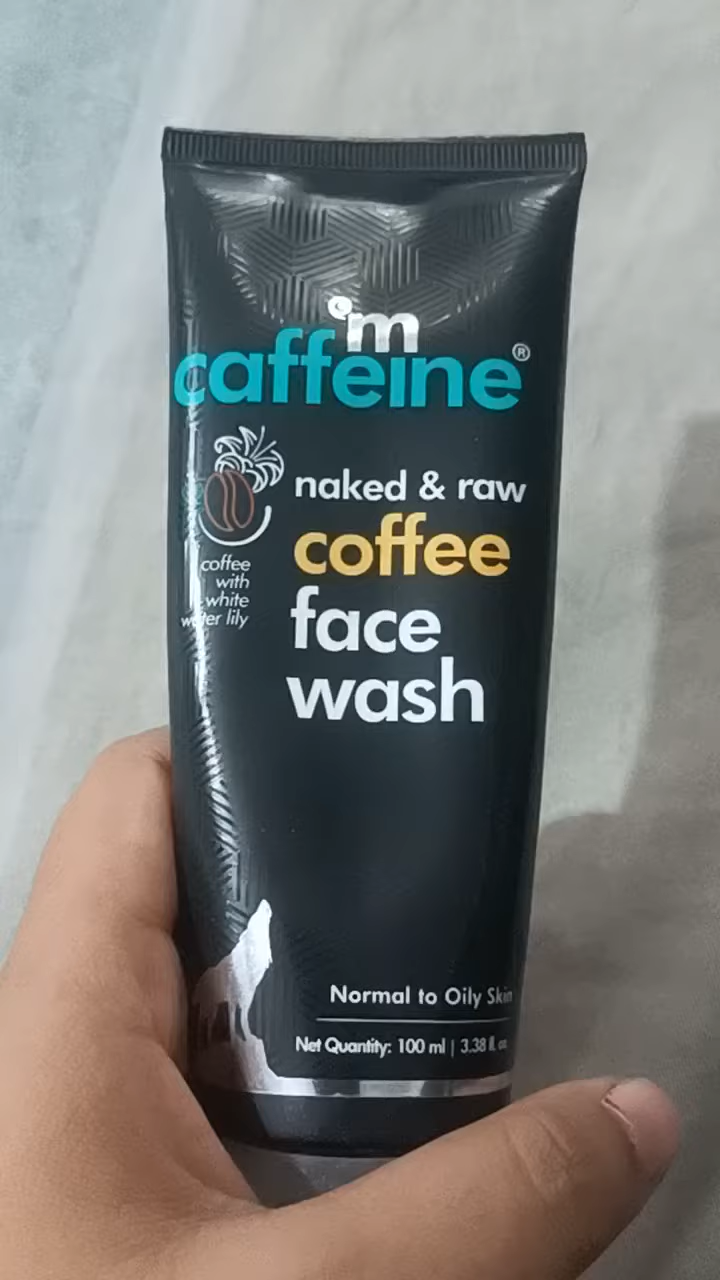 m
caffeine®
naked & raw
coffee
face
wash
coffee
with
white
water lily
Normal to Oily Skin
Net Quantity: 100 ml | 3.38 fl. oz